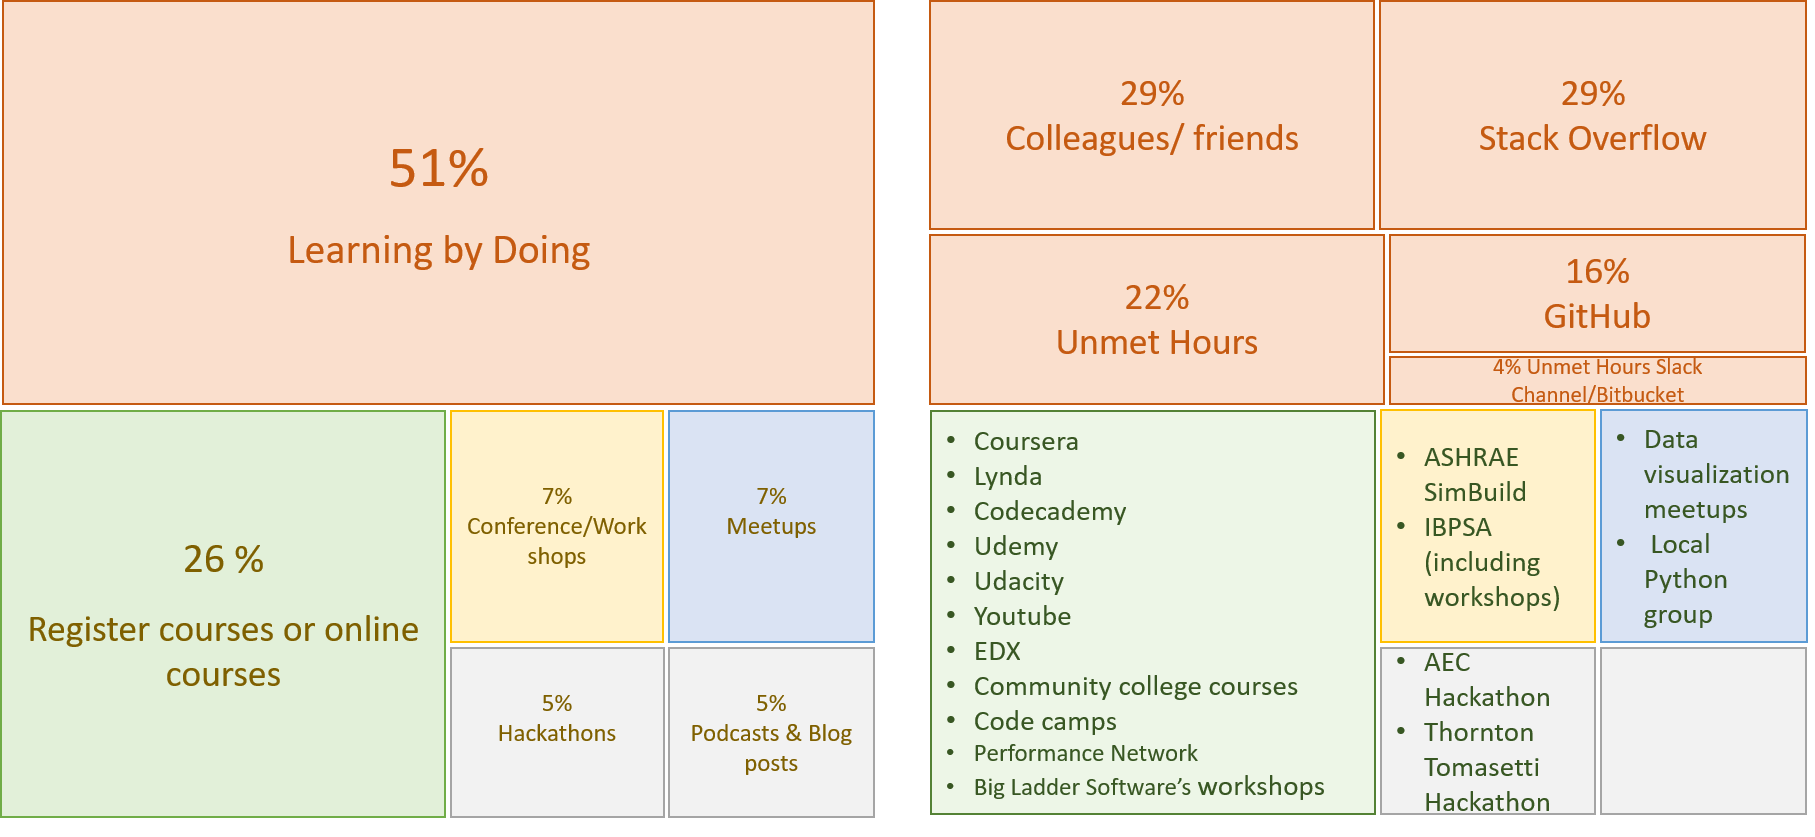 51%
Learning by Doing
26 %
Register courses or online
courses
7%
Conference/Work
shops
7%
Meetups
5%
Hackathons
5%
Podcasts & Blog
posts
29%
Colleagues/ friends
29%
Stack Overflow
22%
Unmet Hours
16%
GitHub
4% Unmet Hours Slack
Channel/Bitbucket
• Coursera
• Lynda
• Codecademy
• Udemy
• Udacity
• Youtube
• EDX
• Community college courses
• Code camps
• Performance Network
• Big Ladder Software’s workshops
• ASHRAE
SimBuild
• IBPSA
(including
workshops)
• Data
visualization
meetups
• Local
Python
group
• AEC
Hackathon
• Thornton
Tomasetti
Hackathon